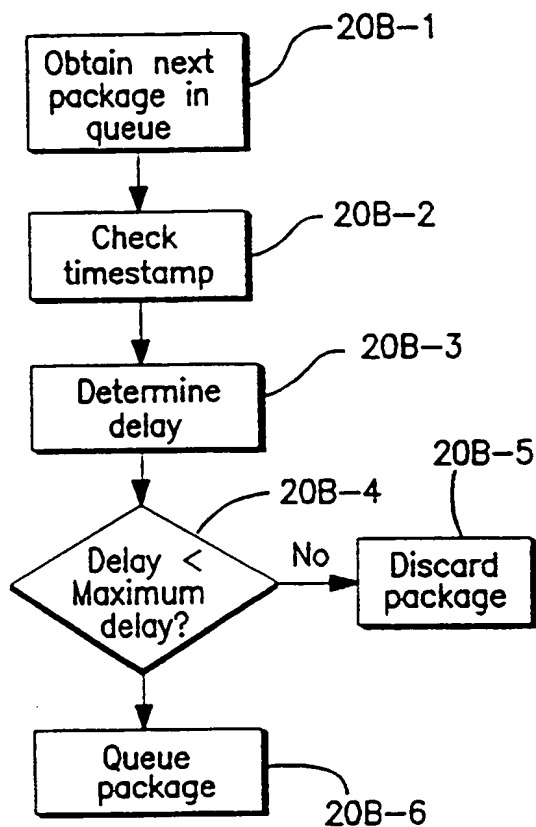 20B-1
Obtain next
package in
queue
20B-2
Check
timestamp
20B-3
Determine
delay
20B-4
20B-5
Delay <
Maximum
delay?
No
Discard
package
Queue
package
20B-6